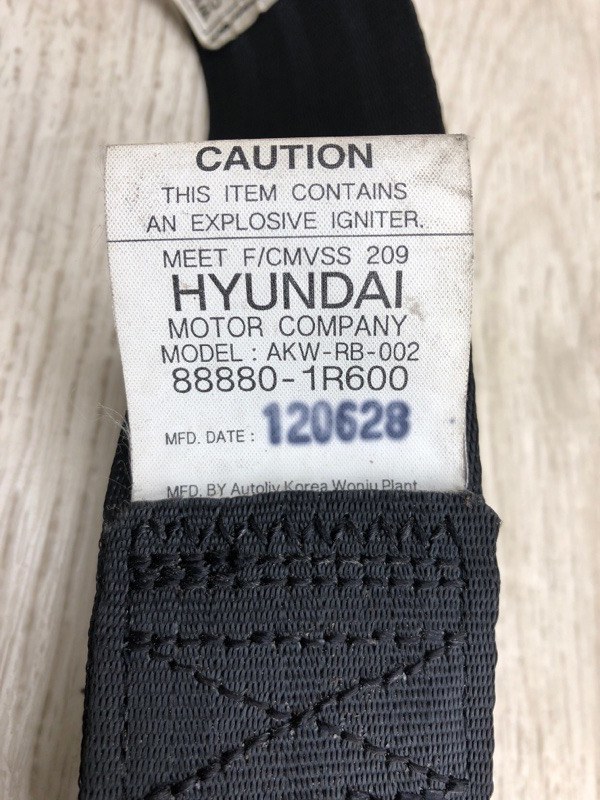 CAUTION
THIS ITEM CONTAINS
AN EXPLOSIVE IGNITER.
MEET F/CMVSS 209
HYUNDAI
MOTOR COMPANY
MODEL : AKW-RB-002
88880-1R600
MFD. DATE : 120628
MFD. BY Autoliv Korea Wonju Plant